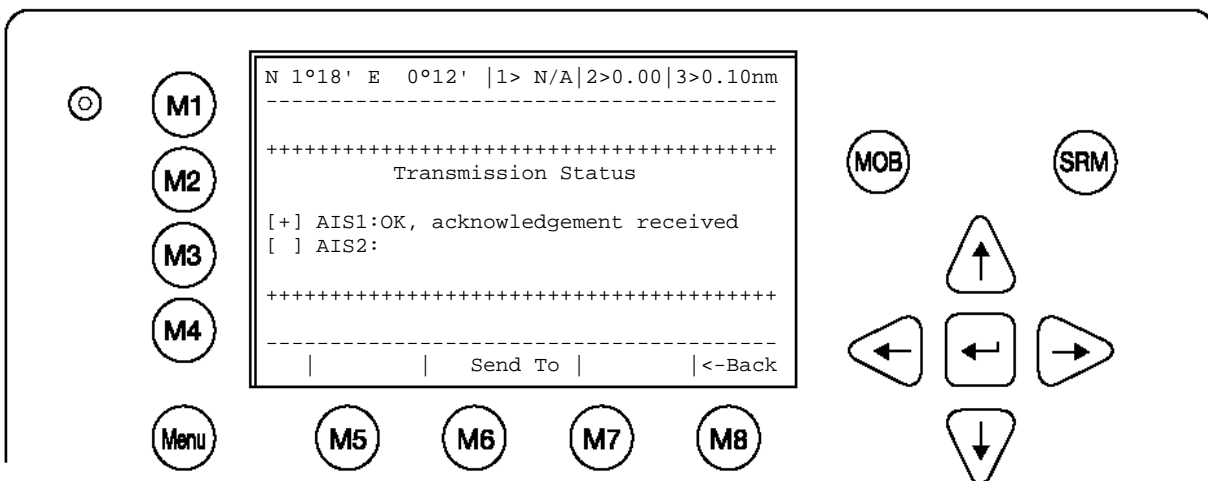 N 1°18' E  0°12' |1> N/A|2>0.00|3>0.10nm
----------------------------------------
++++++++++++++++++++++++++++++++++++++++
Transmission Status
[+] AIS1:OK, acknowledgement received
[ ] AIS2:
++++++++++++++++++++++++++++++++++++++++
----------------------------------------
|        |   Send To |        |<-Back
M1
M2
M3
M4
Menu
M5
M6
M7
M8
MOB
SRM